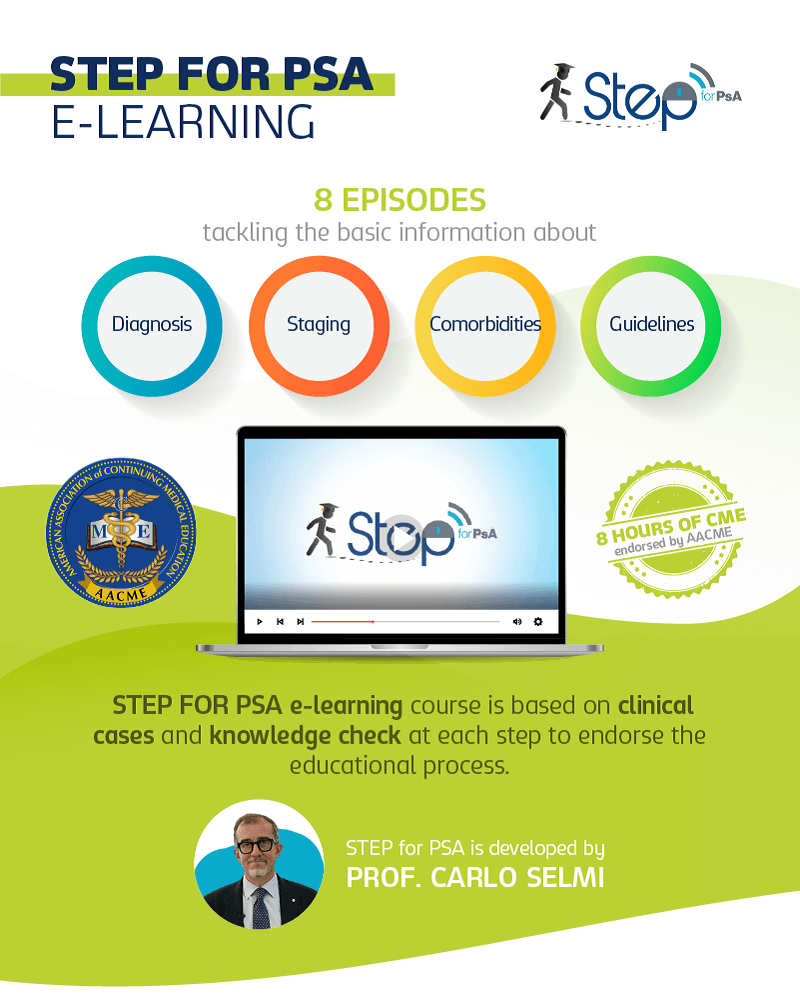 STEP FOR PSA
E-LEARNING
Step for PsA
8 EPISODES
tackling the basic information about
Diagnosis
Staging
Comorbidities
Guidelines
AMERICAN ASSOCIATION of CONTINUING MEDICAL EDUCATION
M E
AACME
Step for PsA
8 HOURS OF CME
endorsed by AACME
STEP FOR PSA e-learning course is based on clinical
cases and knowledge check at each step to endorse the
educational process.
STEP for PSA is developed by
PROF. CARLO SELMI